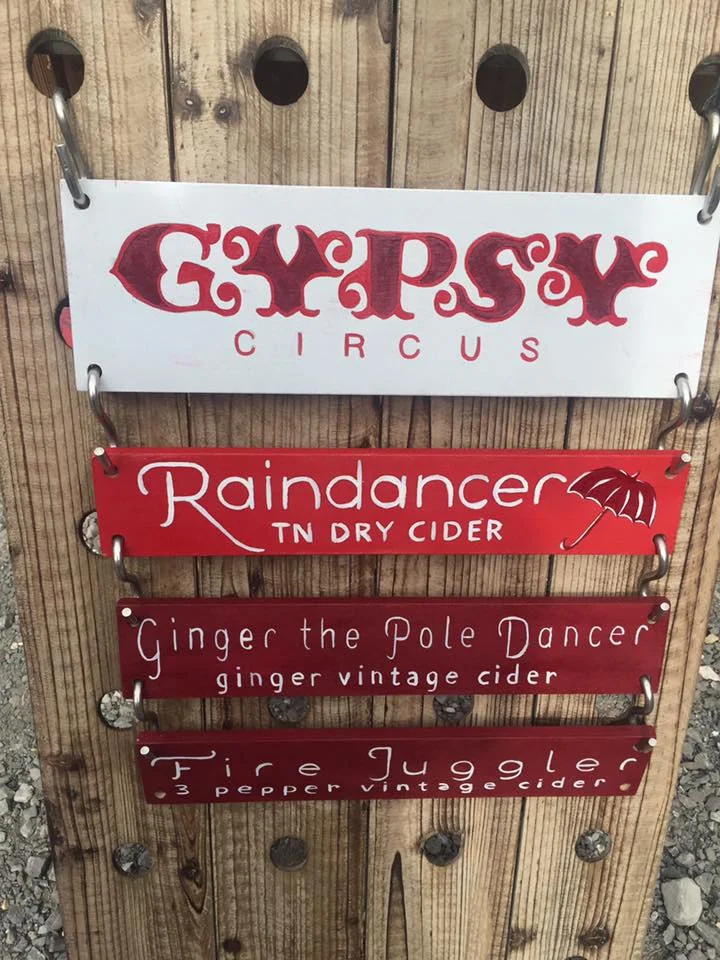 GYPSY
CIRCUS
Raindancer
TN DRY CIDER
Ginger the Pole Dancer
ginger vintage cider
Fire Juggler
3 pepper vintage cider